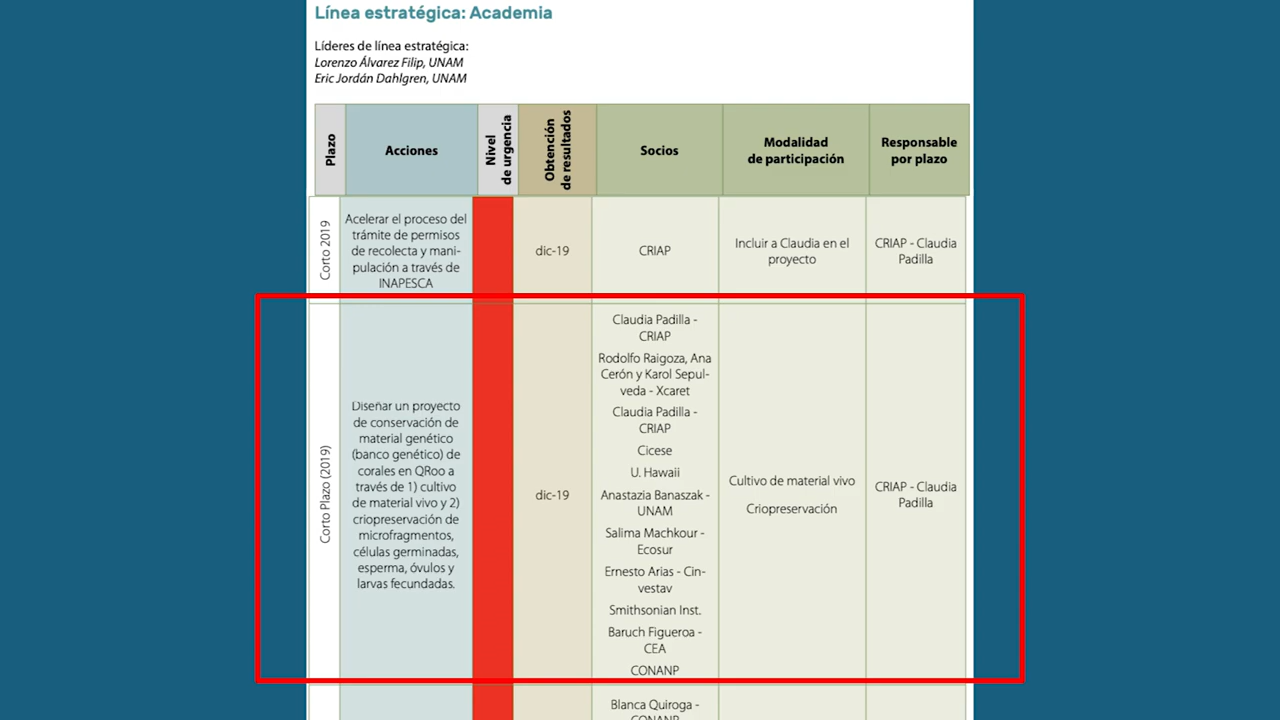 Línea estratégica: Academia
Líderes de línea estratégica:
Lorenzo Álvarez Filip, UNAM
Eric Jordán Dahlgren, UNAM
Plazo
Acciones
Nivel
de urgencia
Obtención
de resultados
Socios
Modalidad
de participación
Responsable
por plazo
Corto 2019
Acelerar el proceso del
trámite de permisos
de recolecta y mani-
pulación a través de
INAPESCA
dic-19
CRIAP
Incluir a Claudia en el
proyecto
CRIAP - Claudia
Padilla
Corto Plazo (2019)
Diseñar un proyecto
de conservación de
material genético
(banco genético) de
corales en QRoo a
través de 1) cultivo
de material vivo y 2)
criopreservación de
microfragmentos,
células germinadas,
esperma, óvulos y
larvas fecundadas.
dic-19
Claudia Padilla -
CRIAP
Rodolfo Raigoza, Ana
Cerón y Karol Sepul-
veda - Xcaret
Claudia Padilla -
CRIAP
Cicese
U. Hawaii
Anastazia Banaszak -
UNAM
Salima Machkour -
Ecosur
Ernesto Arias - Cin-
vestav
Smithsonian Inst.
Baruch Figueroa -
CEA
CONANP
Cultivo de material vivo
Criopreservación
CRIAP - Claudia
Padilla
Blanca Quiroga -
CONANP